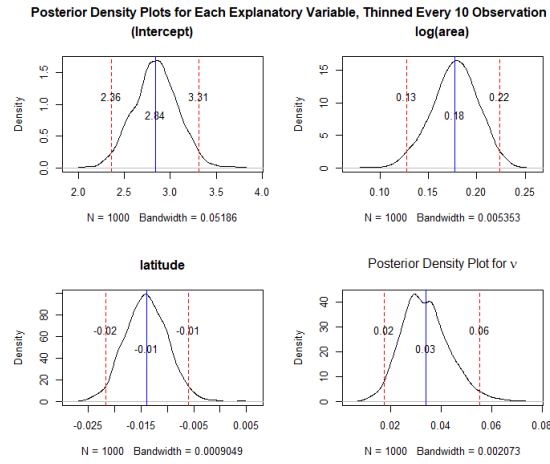 Posterior Density Plots for Each Explanatory Variable, Thinned Every 10 Observation
(Intercept)
log(area)
Density
0.0 0.5 1.0 1.5
2.36
3.31
2.84
2.0 2.5 3.0 3.5 4.0
N = 1000 Bandwidth = 0.05186
Density
0 5 10 15
0.13
0.22
0.18
0.10 0.15 0.20 0.25
N = 1000 Bandwidth = 0.005353
latitude
Posterior Density Plot for ν
Density
0 20 40 60 80
-0.02
-0.01
-0.01
-0.025 -0.015 -0.005 0.005
N = 1000 Bandwidth = 0.0009049
Density
0 10 20 30 40
0.02
0.06
0.03
0.02 0.04 0.06 0.08
N = 1000 Bandwidth = 0.002073